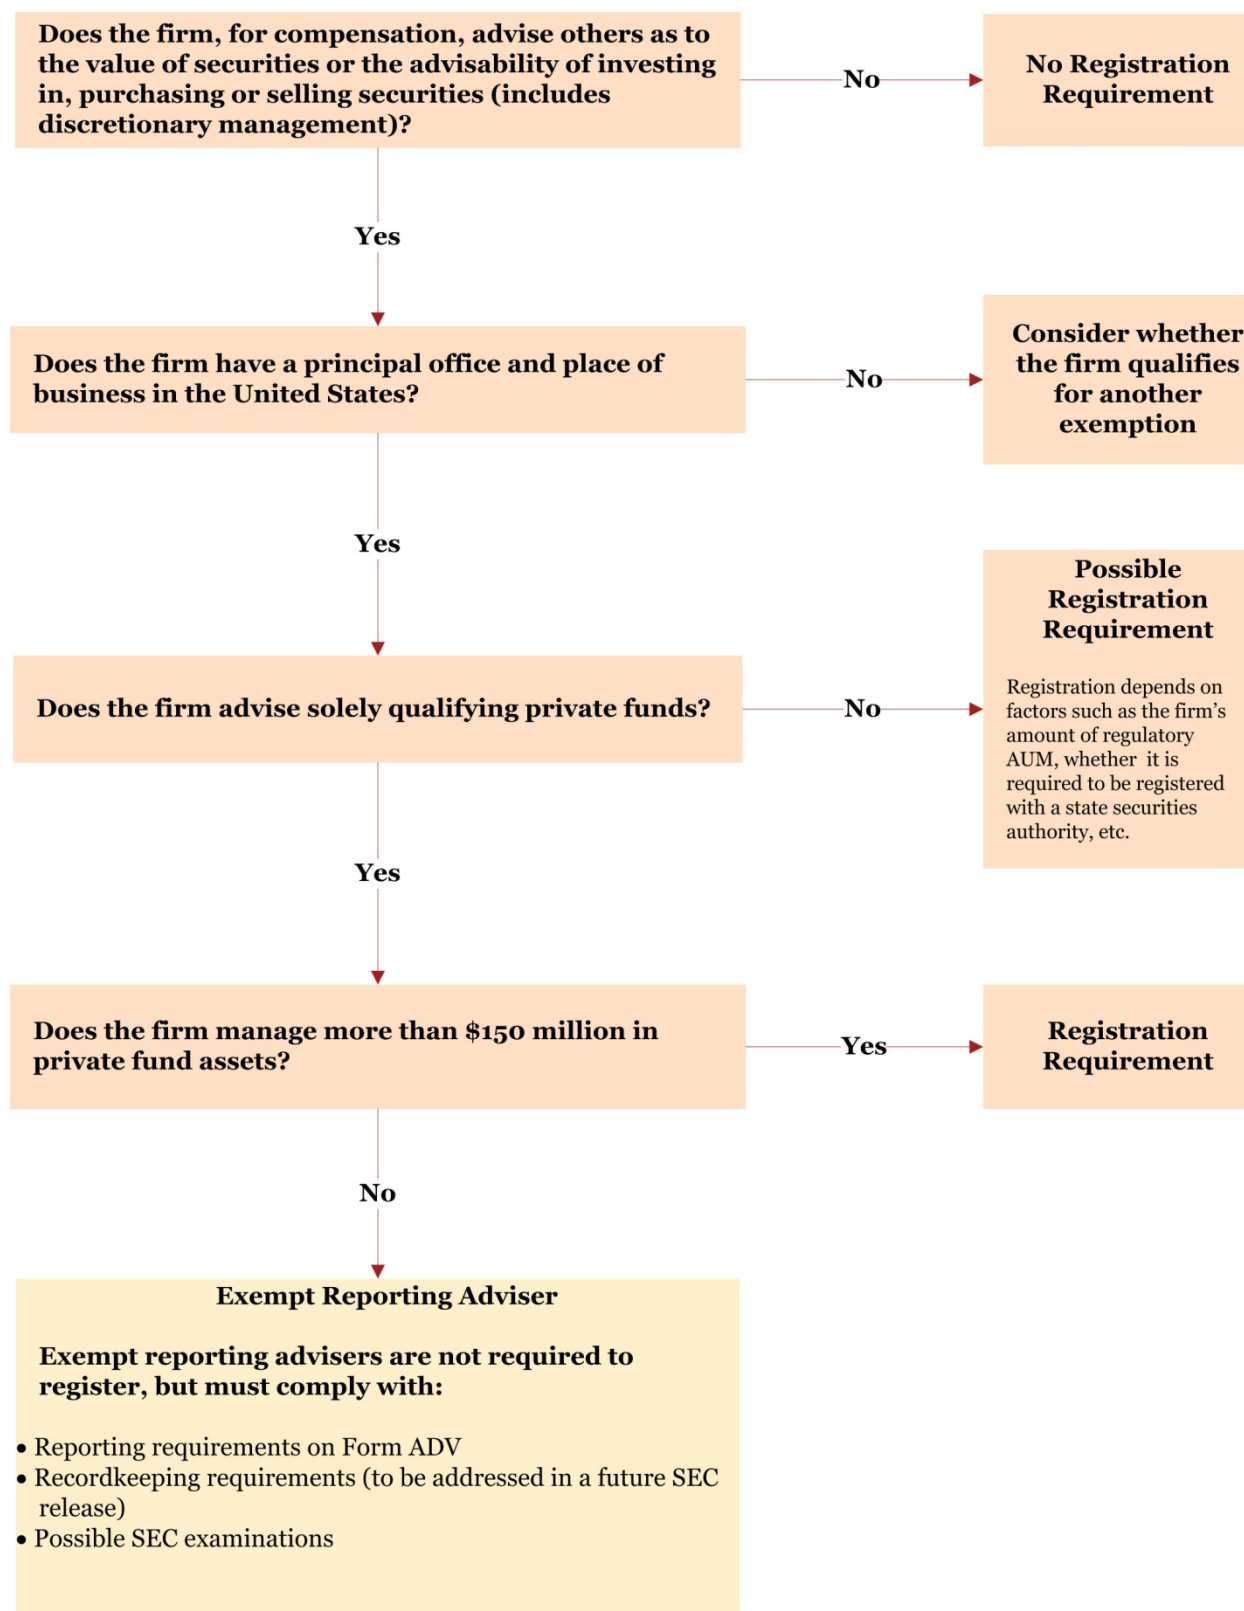 Does the firm, for compensation, advise others as to
the value of securities or the advisability of investing
in, purchasing or selling securities (includes
discretionary management)?
No
No Registration
Requirement
Yes
Does the firm have a principal office and place of
business in the United States?
No
Consider whether
the firm qualifies
for another
exemption
Yes
Does the firm advise solely qualifying private funds?
No
Possible
Registration
Requirement
Registration depends on
factors such as the firm's
amount of regulatory
AUM, whether it is
required to be registered
with a state securities
authority, etc.
Yes
Does the firm manage more than $150 million in
private fund assets?
Yes
Registration
Requirement
No
Exempt Reporting Adviser
Exempt reporting advisers are not required to
register, but must comply with:
• Reporting requirements on Form ADV
• Recordkeeping requirements (to be addressed in a future SEC
release)
• Possible SEC examinations